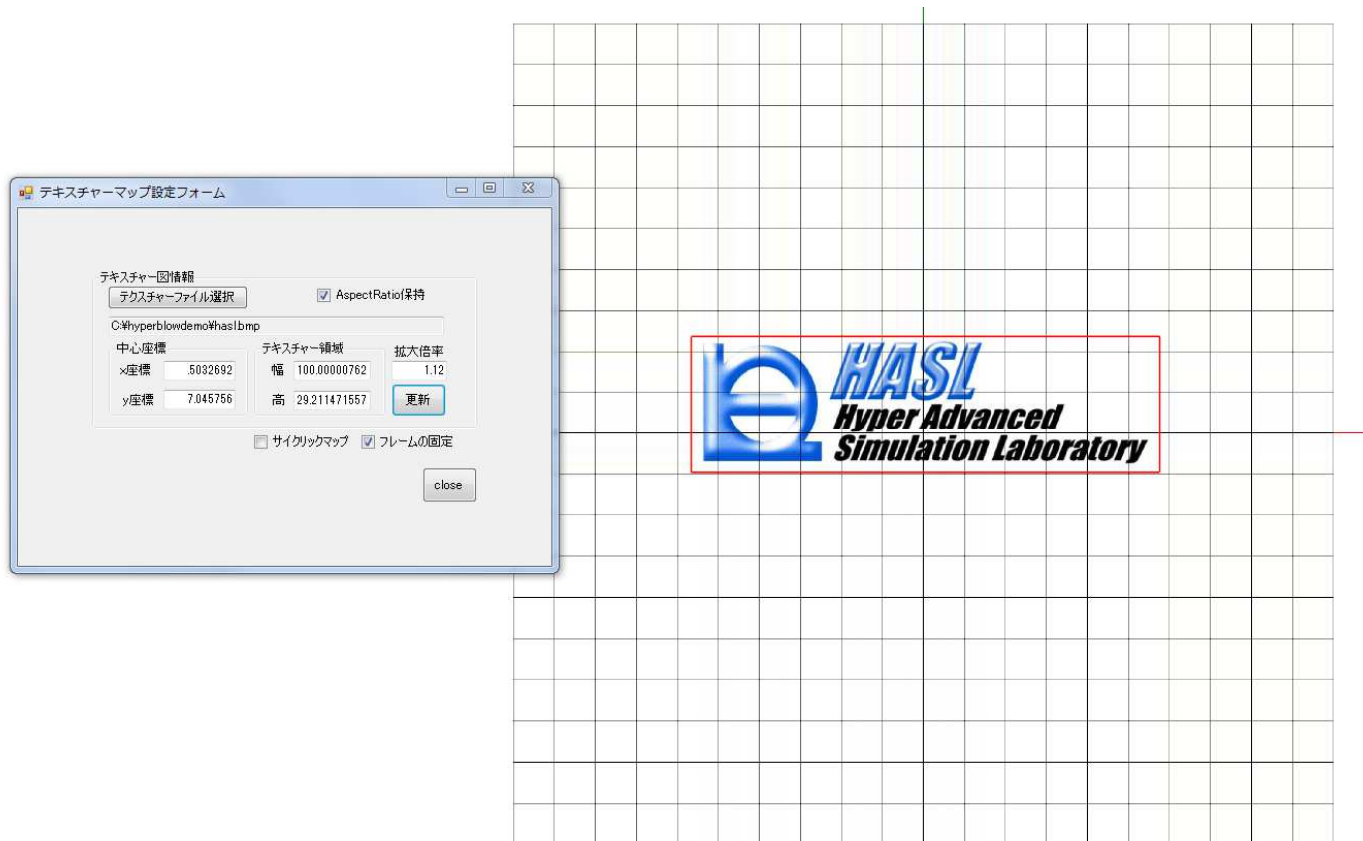 テキスチャーマップ設定フォーム
テキスチャー図情報
テクスチャーファイル選択
AspectRatio保持
C:¥hyperblowdemo¥hasl.bmp
中心座標
テキスチャー領域
拡大倍率
x座標 .5032692
幅 100.00000762
1.12
y座標 7.045756
高 29.211471557
更新
サイクリックマップ
フレームの固定
close
HASL
Hyper Advanced
Simulation Laboratory